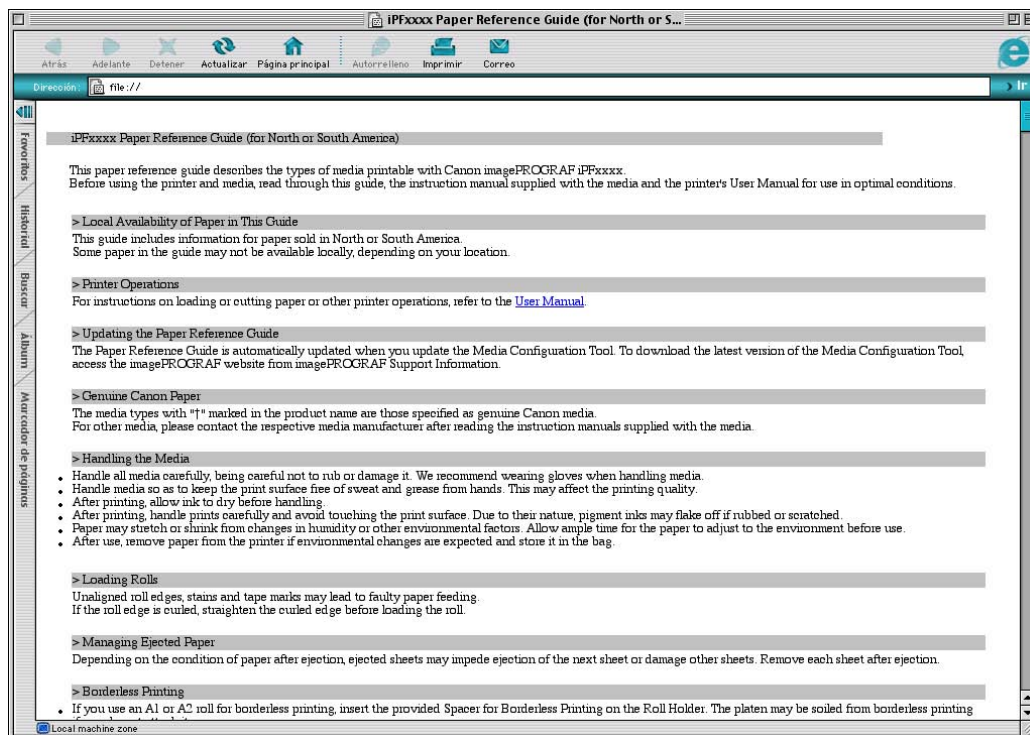 iPFxxxx Paper Reference Guide (for North or S...
Atrás Adelante Detener Actualizar Página principal Autorrelleno Imprimir Correo
Dirección: file:// Ir
Favoritos
Historial
Buscar
Álbum
Marcador de páginas
iPFxxxx Paper Reference Guide (for North or South America)
This paper reference guide describes the types of media printable with Canon imagePROGRAF iPFxxxx.
Before using the printer and media, read through this guide, the instruction manual supplied with the media and the printer's User Manual for use in optimal conditions.
> Local Availability of Paper in This Guide
This guide includes information for paper sold in North or South America.
Some paper in the guide may not be available locally, depending on your location.
> Printer Operations
For instructions on loading or cutting paper or other printer operations, refer to the User Manual.
> Updating the Paper Reference Guide
The Paper Reference Guide is automatically updated when you update the Media Configuration Tool. To download the latest version of the Media Configuration Tool,
access the imagePROGRAF website from imagePROGRAF Support Information.
> Genuine Canon Paper
The media types with "†" marked in the product name are those specified as genuine Canon media.
For other media, please contact the respective media manufacturer after reading the instruction manuals supplied with the media.
> Handling the Media
• Handle all media carefully, being careful not to rub or damage it. We recommend wearing gloves when handling media.
• Handle media so as to keep the print surface free of sweat and grease from hands. This may affect the printing quality.
• After printing, allow ink to dry before handling.
• After printing, handle prints carefully and avoid touching the print surface. Due to their nature, pigment inks may flake off if rubbed or scratched.
• Paper may stretch or shrink from changes in humidity or other environmental factors. Allow ample time for the paper to adjust to the environment before use.
• After use, remove paper from the printer if environmental changes are expected and store it in the bag.
> Loading Rolls
Unaligned roll edges, stains and tape marks may lead to faulty paper feeding.
If the roll edge is curled, straighten the curled edge before loading the roll.
> Managing Ejected Paper
Depending on the condition of paper after ejection, ejected sheets may impede ejection of the next sheet or damage other sheets. Remove each sheet after ejection.
> Borderless Printing
• If you use an A1 or A2 roll for borderless printing, insert the provided Spacer for Borderless Printing on the Roll Holder. The platen may be soiled from borderless printing
Local machine zone